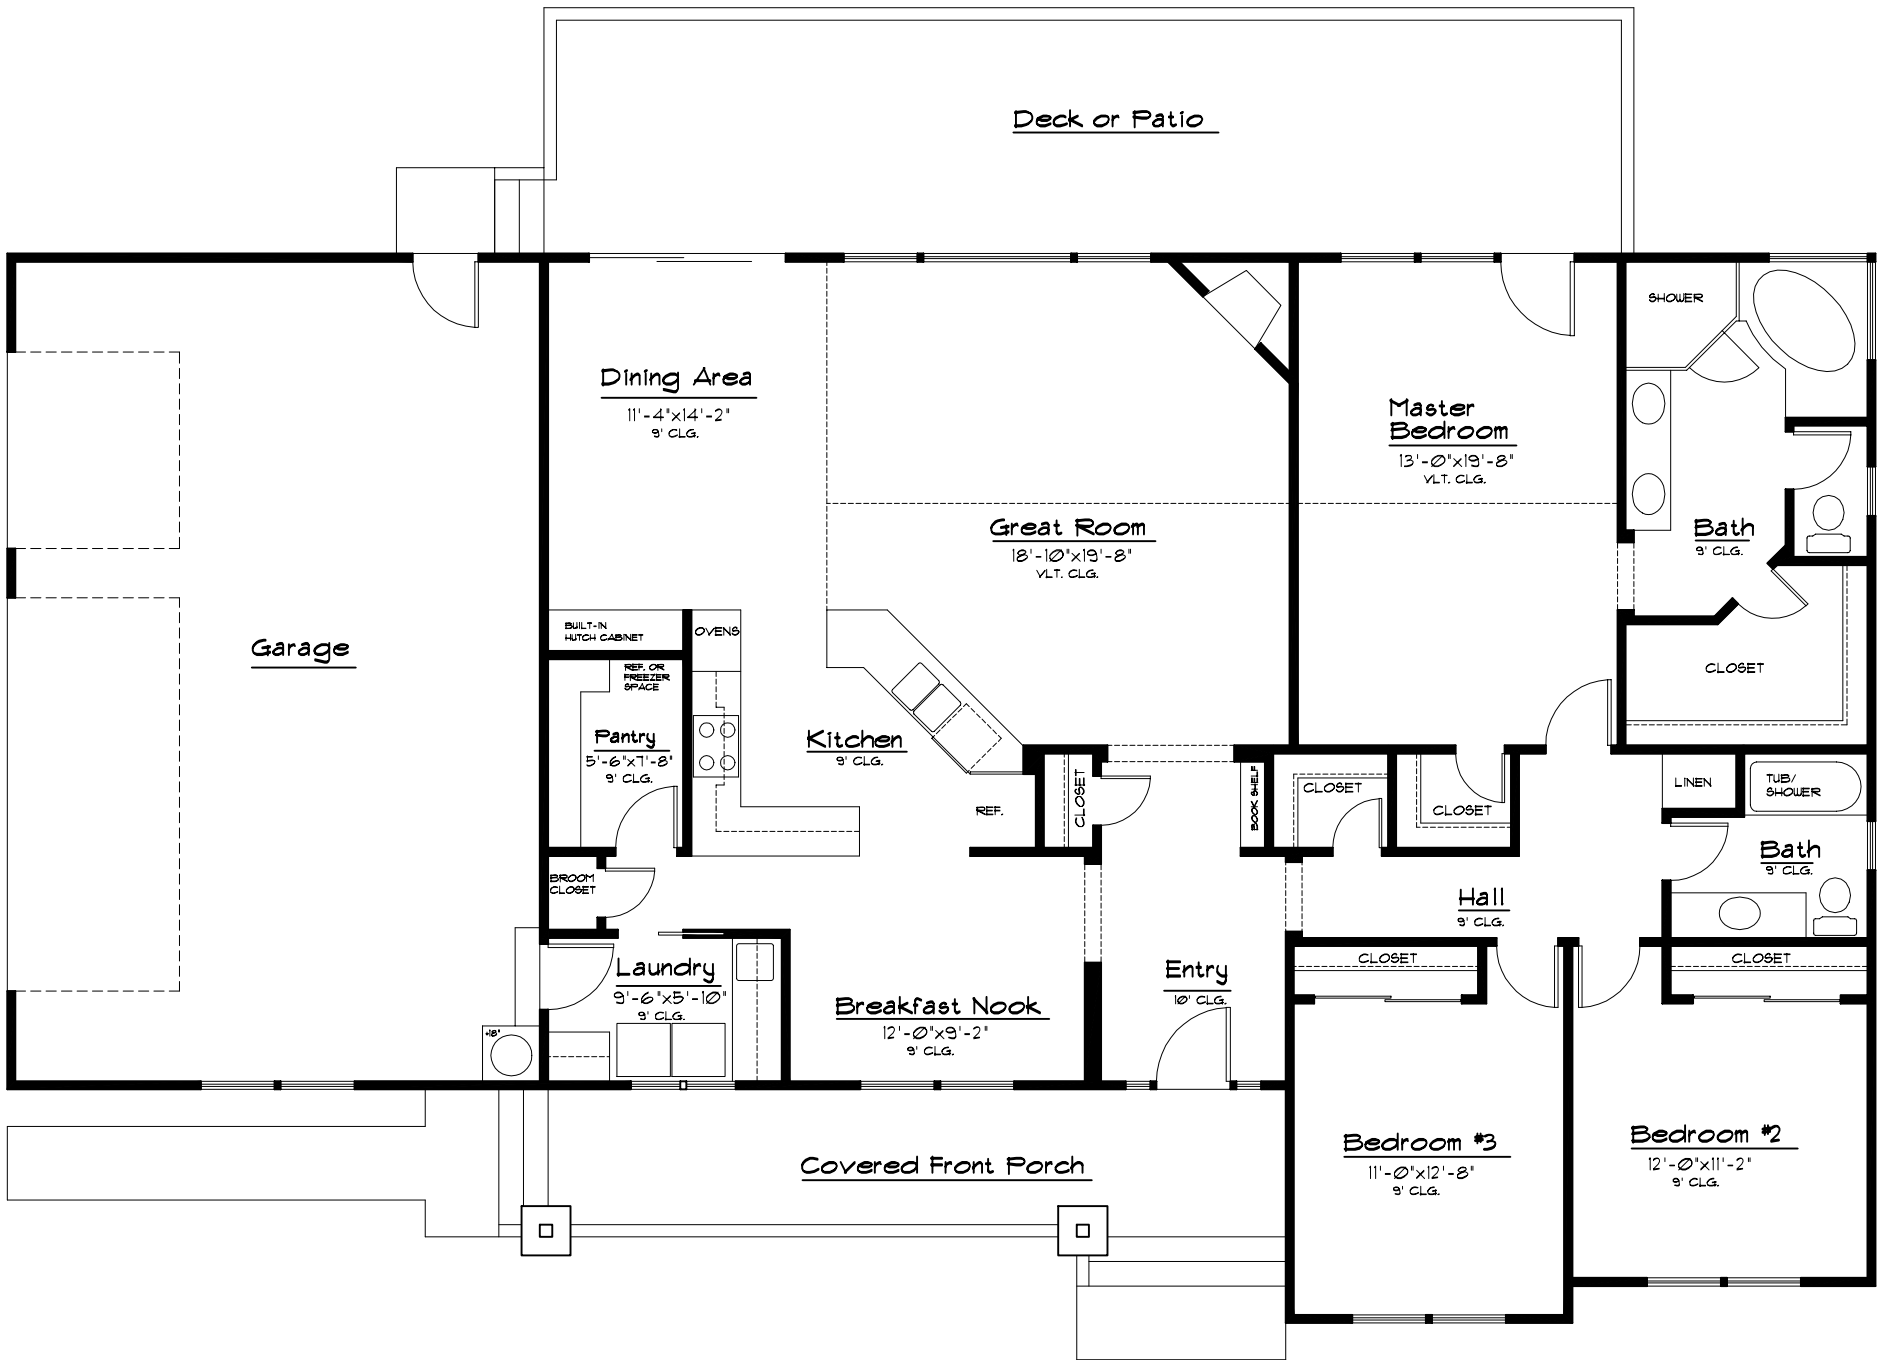 Deck or Patio
SHOWER
Dining Area
11'-4"x14'-2"
9' CLG.
Master
Bedroom
13'-0"x19'-8"
VLT. CLG.
Great Room
18'-10"x19'-8"
VLT. CLG.
Bath
9' CLG.
Garage
BUILT-IN
HUTCH CABINET
OVENS
REF. OR
FREEZER
SPACE
CLOSET
Pantry
5'-6"x7'-8"
9' CLG.
Kitchen
9' CLG.
REF.
CLOSET
BOOK SHELF
CLOSET
CLOSET
LINEN
TUB/
SHOWER
Bath
9' CLG.
BROOM
CLOSET
Hall
9' CLG.
Laundry
9'-6"x5'-10"
9' CLG.
Entry
10' CLG.
CLOSET
CLOSET
Breakfast Nook
12'-0"x9'-2"
9' CLG.
+18"
Covered Front Porch
Bedroom #3
11'-0"x12'-8"
9' CLG.
Bedroom #2
12'-0"x11'-2"
9' CLG.